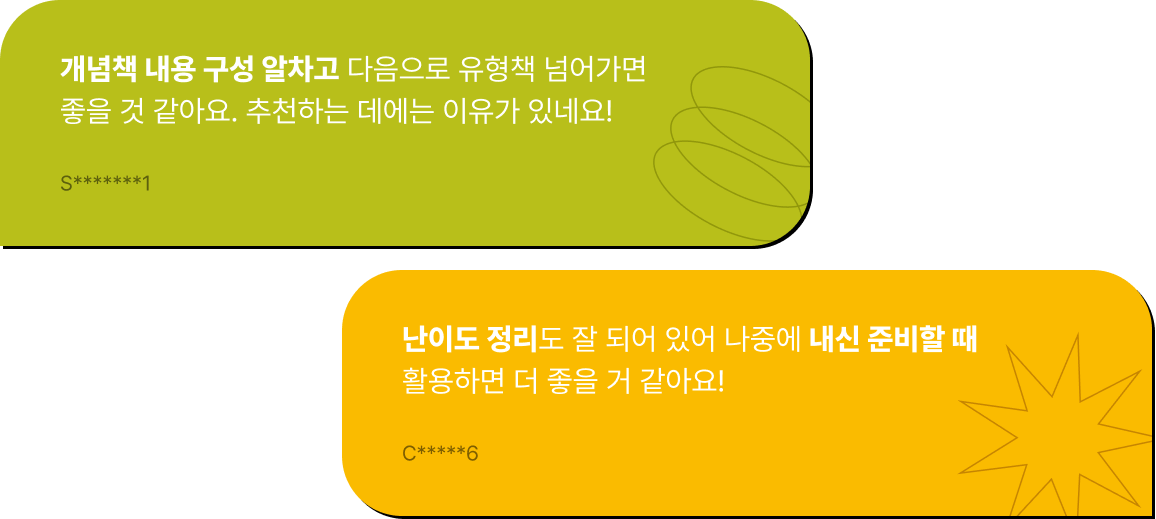 개념책 내용 구성 알차고 다음으로 유형책 넘어가면
좋을 것 같아요. 추천하는 데에는 이유가 있네요!
S*******1
난이도 정리도 잘 되어 있어 나중에 내신 준비할 때
활용하면 더 좋을 거 같아요!
C*****6